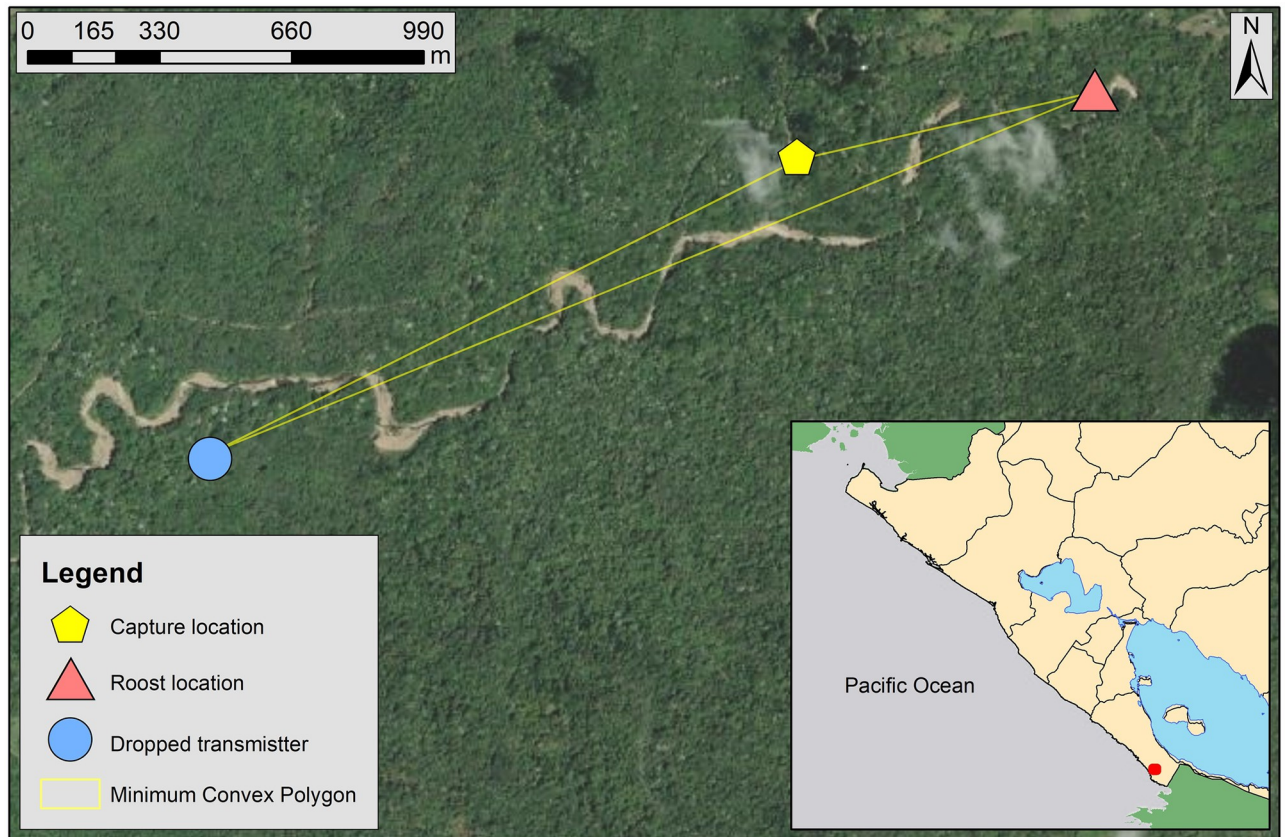 0 165 330 660 990
m
N
Legend
Capture location
Roost location
Dropped transmistter
Minimum Convex Polygon
Pacific Ocean